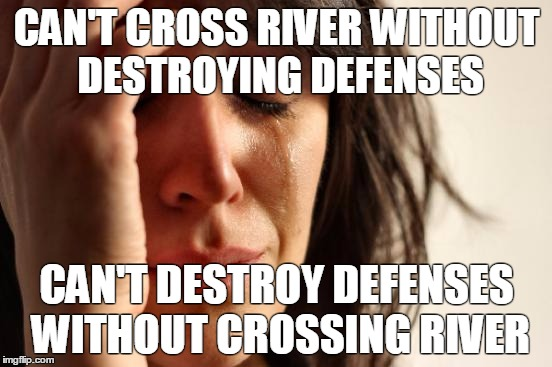 CAN'T CROSS RIVER WITHOUT
DESTROYING DEFENSES
CAN'T DESTROY DEFENSES
WITHOUT CROSSING RIVER
imgflip.com